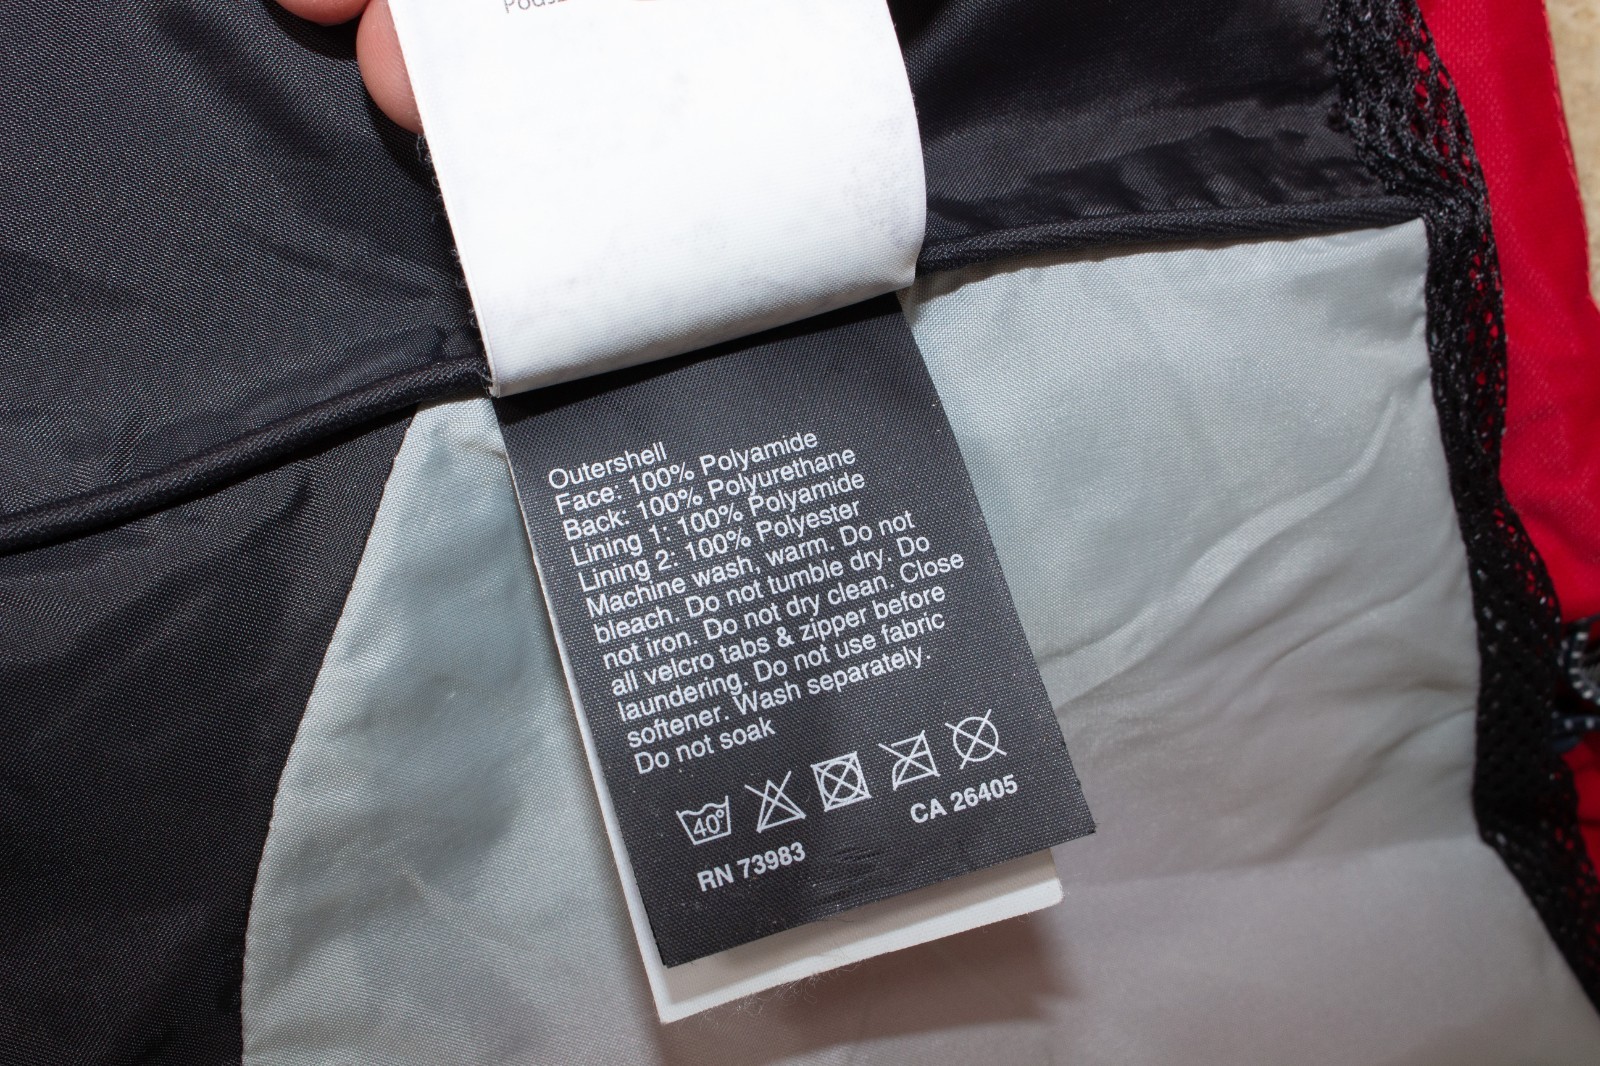 Outershell
Face: 100% Polyamide
Back: 100% Polyurethane
Lining 1: 100% Polyamide
Lining 2: 100% Polyester
Machine wash, warm. Do not
bleach. Do not tumble dry. Do
not iron. Do not dry clean. Close
all velcro tabs & zipper before
laundering. Do not use fabric
softener. Wash separately.
Do not soak
40°
RN 73983
CA 26405